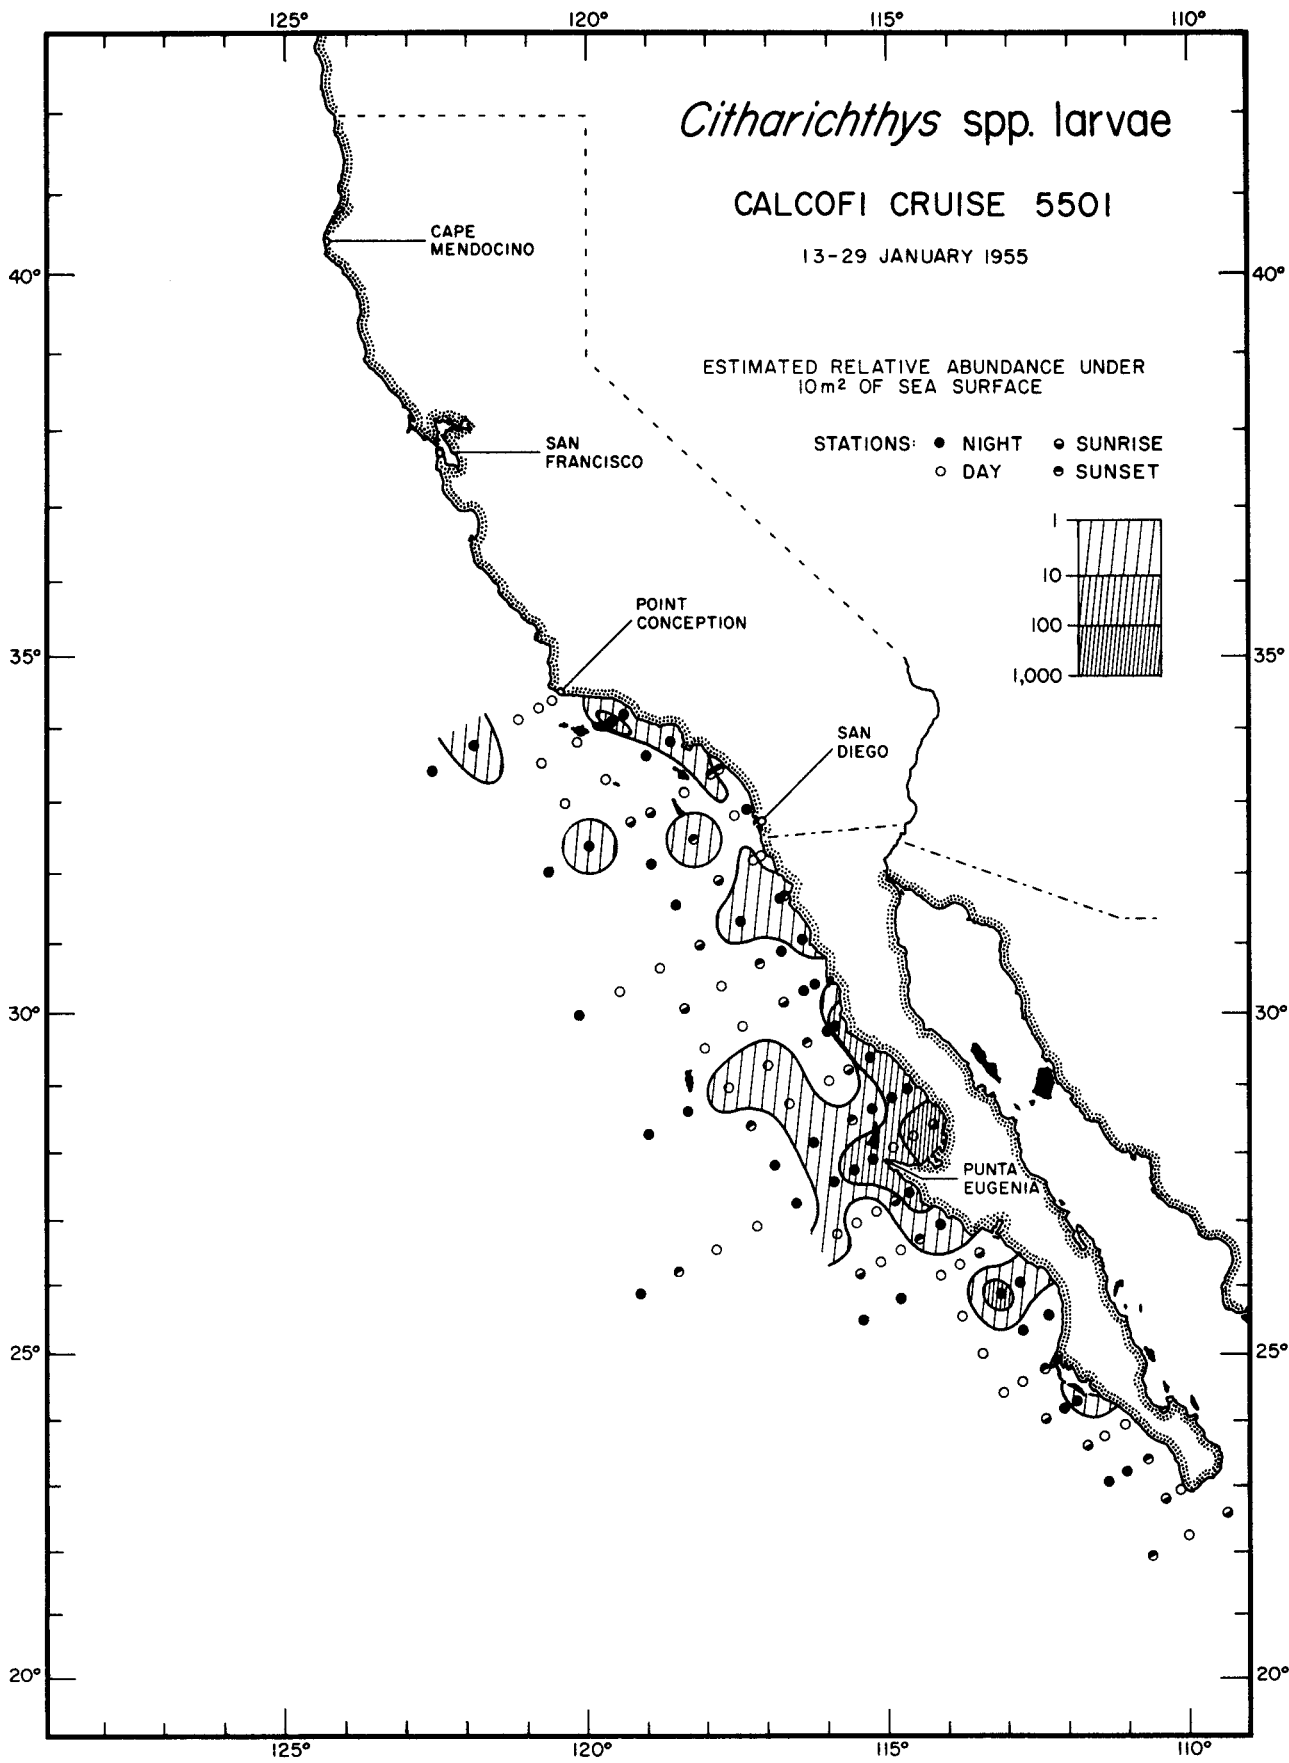 125° 120° 115° 110°
Citharichthys spp. larvae
CALCOFI CRUISE 5501
13-29 JANUARY 1955
CAPE
MENDOCINO
40° 40°
ESTIMATED RELATIVE ABUNDANCE UNDER
10m² OF SEA SURFACE
STATIONS: NIGHT SUNRISE
DAY SUNSET
SAN
FRANCISCO
1
10
100
1,000
POINT
CONCEPTION
35° 35°
SAN
DIEGO
30° 30°
PUNTA
EUGENIA
25° 25°
20° 20°
125° 120° 115° 110°